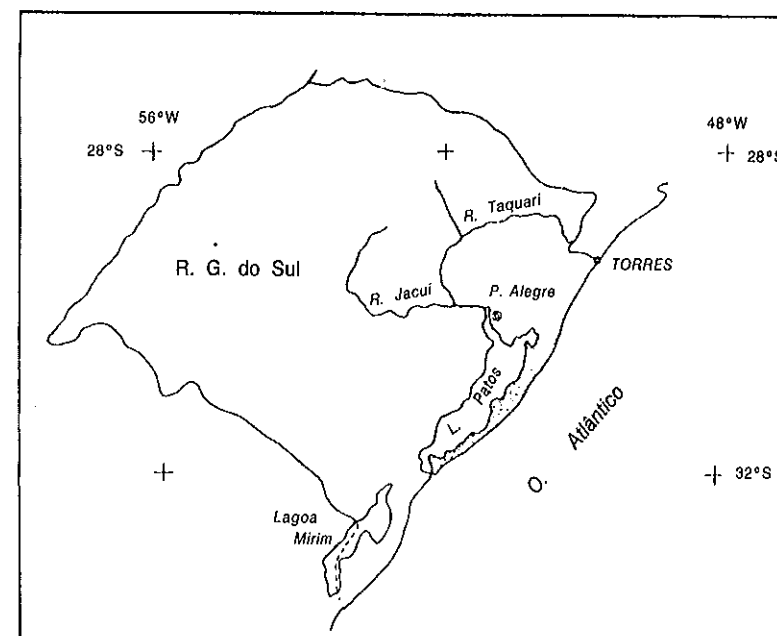 56°W
48°W
28°S
28°S
R. Taquari
R. G. do Sul
TORRES
R. Jacuí
P. Alegre
L. Patos
O. Atlântico
32°S
Lagoa
Mirim